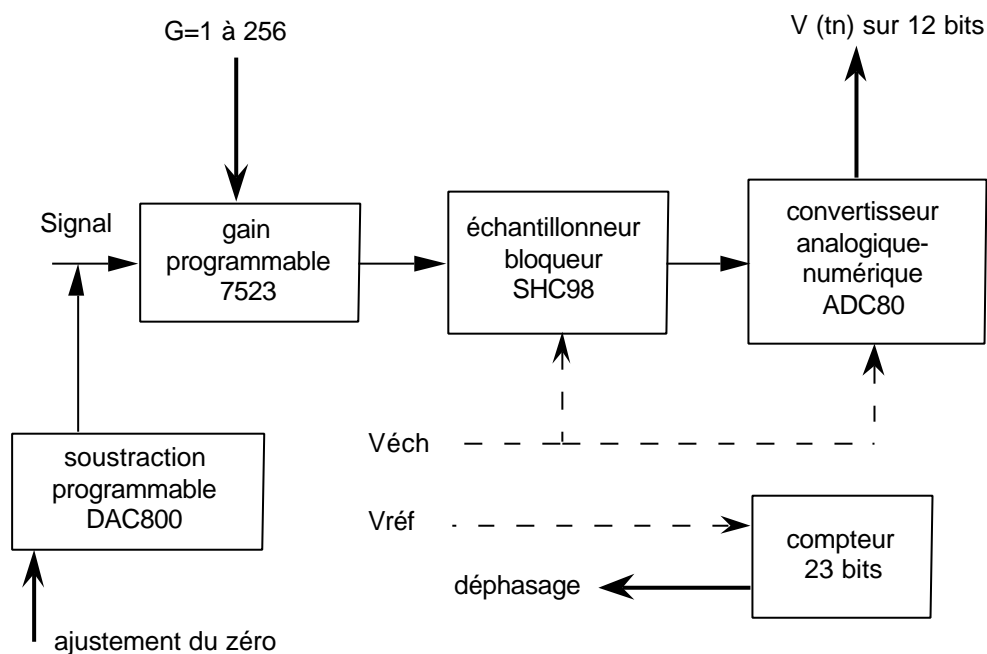 G=1 à 256
V (tn) sur 12 bits
Signal
gain
programmable
7523
échantillonneur
bloqueur
SHC98
convertisseur
analogique-
numérique
ADC80
Véch
soustraction
programmable
DAC800
Vréf
compteur
23 bits
déphasage
ajustement du zéro